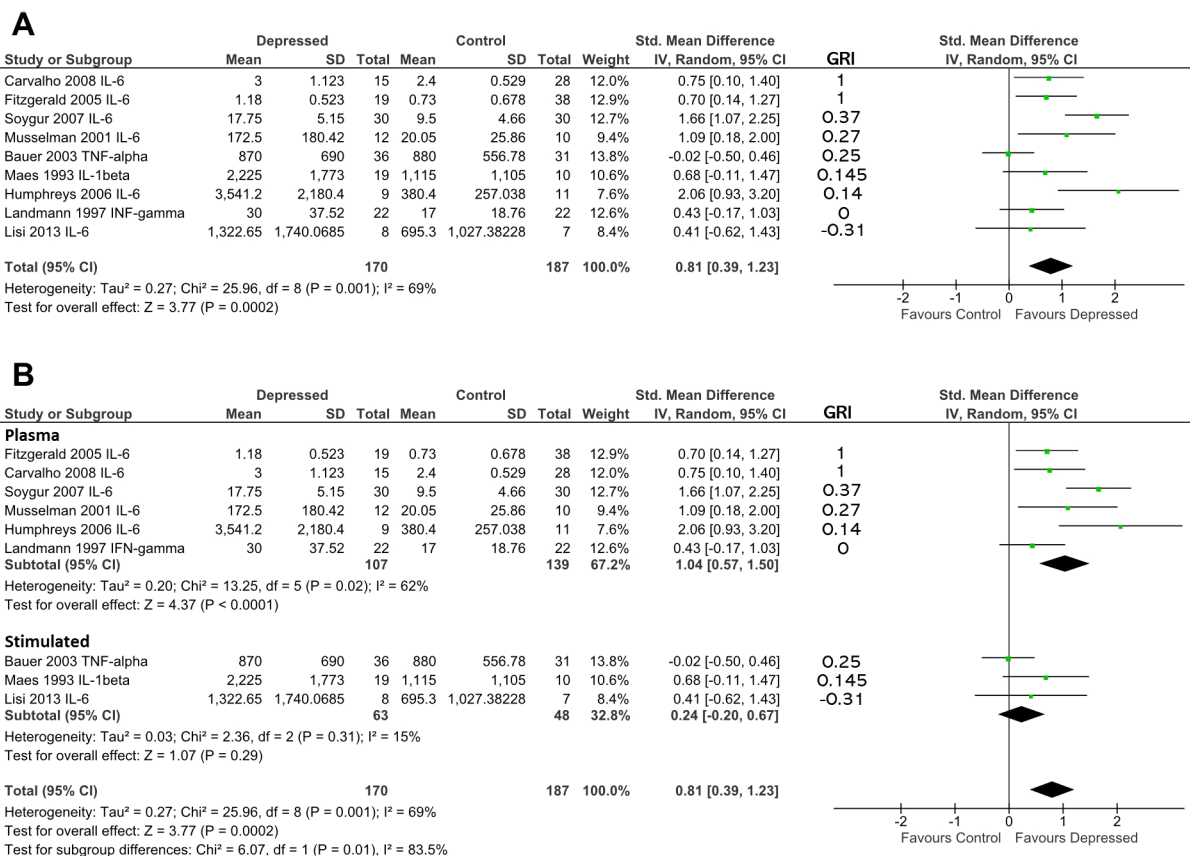 A
Depressed Control Std. Mean Difference Std. Mean Difference
Study or Subgroup Mean SD Total Mean SD Total Weight IV, Random, 95% CI GRI IV, Random, 95% CI
Carvalho 2008 IL-6 3 1.123 15 2.4 0.529 28 12.0% 0.75 [0.10, 1.40] 1
Fitzgerald 2005 IL-6 1.18 0.523 19 0.73 0.678 38 12.9% 0.70 [0.14, 1.27] 1
Soygur 2007 IL-6 17.75 5.15 30 9.5 4.66 30 12.7% 1.66 [1.07, 2.25] 0.37
Musselman 2001 IL-6 172.5 180.42 12 20.05 25.86 10 9.4% 1.09 [0.18, 2.00] 0.27
Bauer 2003 TNF-alpha 870 690 36 880 556.78 31 13.8% -0.02 [-0.50, 0.46] 0.25
Maes 1993 IL-1beta 2,225 1,773 19 1,115 1,105 10 10.6% 0.68 [-0.11, 1.47] 0.145
Humphreys 2006 IL-6 3,541.2 2,180.4 9 380.4 257.038 11 7.6% 2.06 [0.93, 3.20] 0.14
Landmann 1997 INF-gamma 30 37.52 22 17 18.76 22 12.6% 0.43 [-0.17, 1.03] 0
Lisi 2013 IL-6 1,322.65 1,740.0685 8 695.3 1,027.38228 7 8.4% 0.41 [-0.62, 1.43] -0.31
Total (95% CI) 170 187 100.0% 0.81 [0.39, 1.23]
Heterogeneity: Tau² = 0.27; Chi² = 25.96, df = 8 (P = 0.001); I² = 69%
Test for overall effect: Z = 3.77 (P = 0.0002)
-2 -1 0 1 2
Favours Control Favours Depressed
B
Depressed Control Std. Mean Difference Std. Mean Difference
Study or Subgroup Mean SD Total Mean SD Total Weight IV, Random, 95% CI GRI IV, Random, 95% CI
Plasma
Fitzgerald 2005 IL-6 1.18 0.523 19 0.73 0.678 38 12.9% 0.70 [0.14, 1.27] 1
Carvalho 2008 IL-6 3 1.123 15 2.4 0.529 28 12.0% 0.75 [0.10, 1.40] 1
Soygur 2007 IL-6 17.75 5.15 30 9.5 4.66 30 12.7% 1.66 [1.07, 2.25] 0.37
Musselman 2001 IL-6 172.5 180.42 12 20.05 25.86 10 9.4% 1.09 [0.18, 2.00] 0.27
Humphreys 2006 IL-6 3,541.2 2,180.4 9 380.4 257.038 11 7.6% 2.06 [0.93, 3.20] 0.14
Landmann 1997 IFN-gamma 30 37.52 22 17 18.76 22 12.6% 0.43 [-0.17, 1.03] 0
Subtotal (95% CI) 107 139 67.2% 1.04 [0.57, 1.50]
Heterogeneity: Tau² = 0.20; Chi² = 13.25, df = 5 (P = 0.02); I² = 62%
Test for overall effect: Z = 4.37 (P < 0.0001)
Stimulated
Bauer 2003 TNF-alpha 870 690 36 880 556.78 31 13.8% -0.02 [-0.50, 0.46] 0.25
Maes 1993 IL-1beta 2,225 1,773 19 1,115 1,105 10 10.6% 0.68 [-0.11, 1.47] 0.145
Lisi 2013 IL-6 1,322.65 1,740.0685 8 695.3 1,027.38228 7 8.4% 0.41 [-0.62, 1.43] -0.31
Subtotal (95% CI) 63 48 32.8% 0.24 [-0.20, 0.67]
Heterogeneity: Tau² = 0.03; Chi² = 2.36, df = 2 (P = 0.31); I² = 15%
Test for overall effect: Z = 1.07 (P = 0.29)
Total (95% CI) 170 187 100.0% 0.81 [0.39, 1.23]
Heterogeneity: Tau² = 0.27; Chi² = 25.96, df = 8 (P = 0.001); I² = 69%
Test for overall effect: Z = 3.77 (P = 0.0002)
Test for subgroup differences: Chi² = 6.07, df = 1 (P = 0.01), I² = 83.5%
-2 -1 0 1 2
Favours Control Favours Depressed